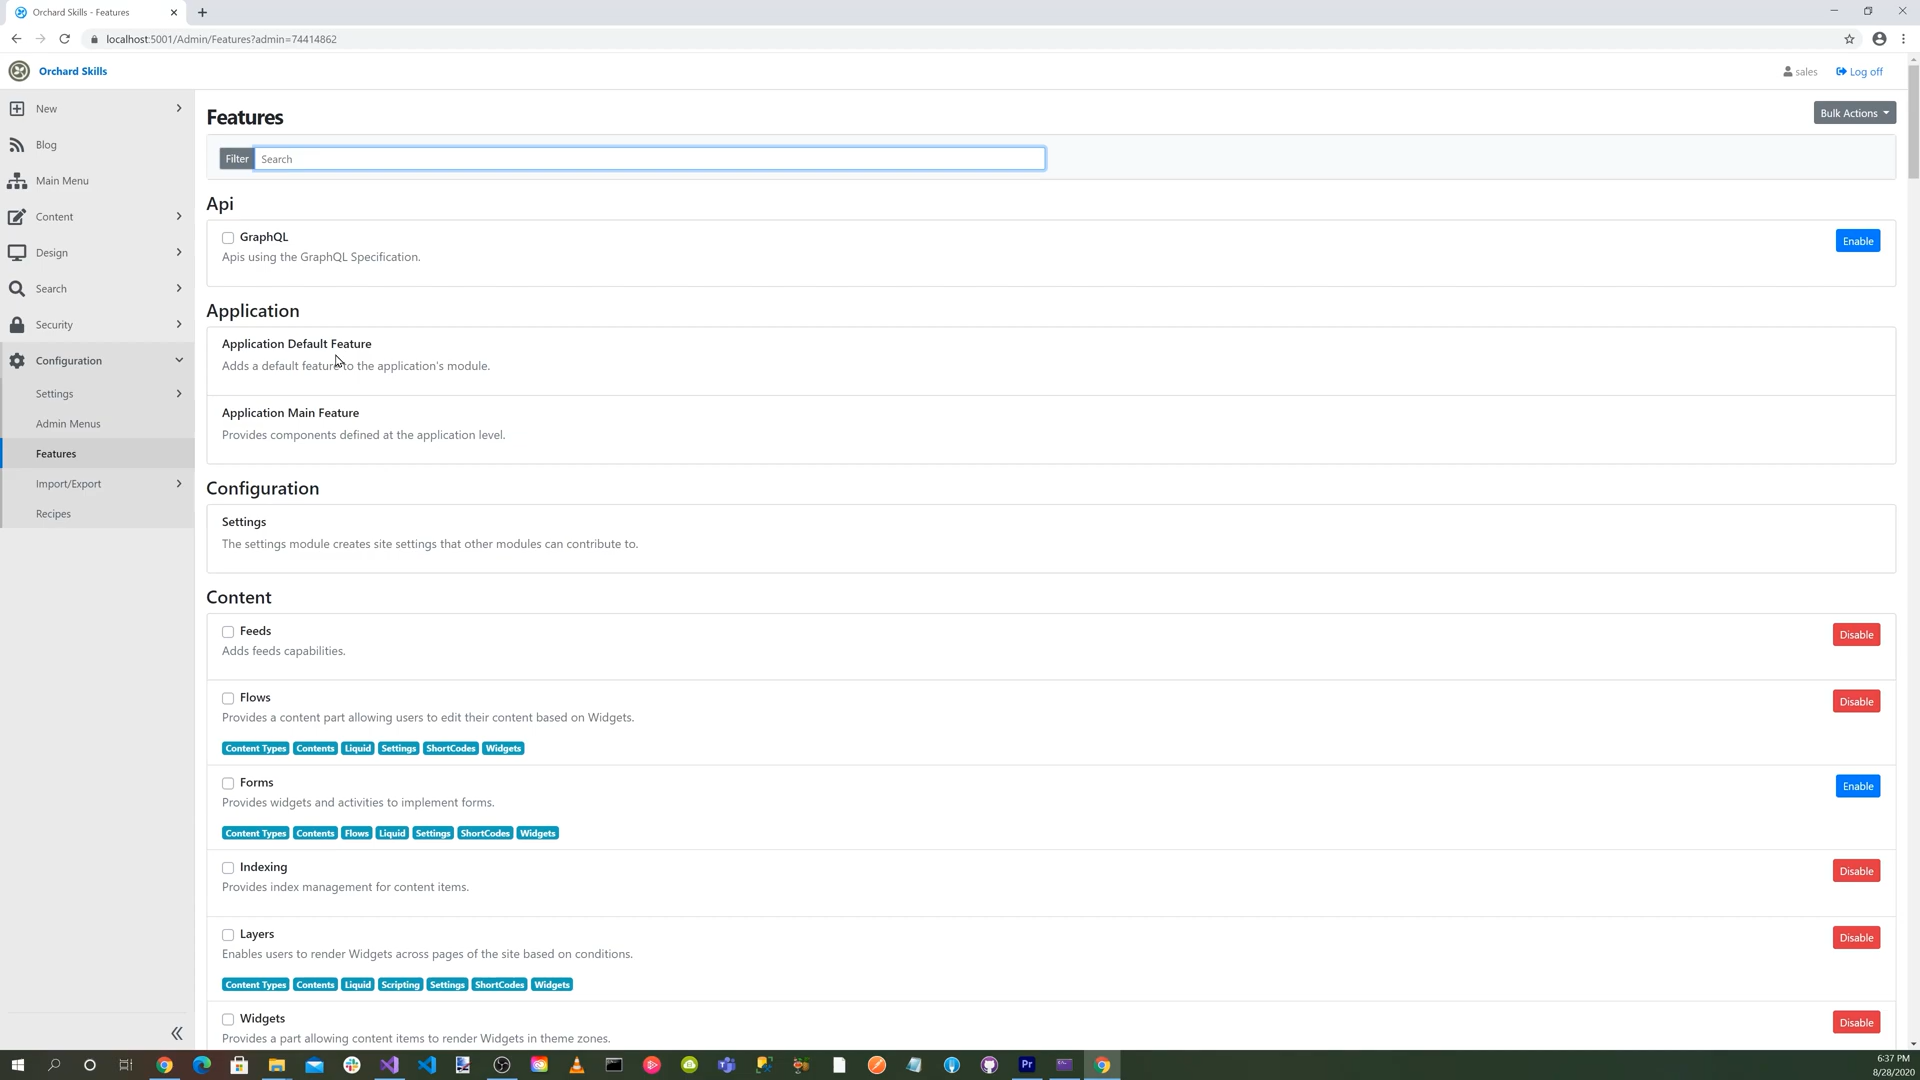 Orchard Skills - Features
localhost:5001/Admin/Features?admin=74414862
Orchard Skills
sales
Log off
New
Blog
Main Menu
Content
Design
Search
Security
Configuration
Settings
Admin Menus
Features
Import/Export
Recipes
Features
Bulk Actions
Filter
Search
Api
GraphQL
Enable
Apis using the GraphQL Specification.
Application
Application Default Feature
Adds a default feature to the application's module.
Application Main Feature
Provides components defined at the application level.
Configuration
Settings
The settings module creates site settings that other modules can contribute to.
Content
Feeds
Disable
Adds feeds capabilities.
Flows
Disable
Provides a content part allowing users to edit their content based on Widgets.
Content Types Contents Liquid Settings ShortCodes Widgets
Forms
Enable
Provides widgets and activities to implement forms.
Content Types Contents Flows Liquid Settings ShortCodes Widgets
Indexing
Disable
Provides index management for content items.
Layers
Disable
Enables users to render Widgets across pages of the site based on conditions.
Content Types Contents Liquid Scripting Settings ShortCodes Widgets
Widgets
Disable
Provides a part allowing content items to render Widgets in theme zones.
Pr
6:37 PM
8/28/2020